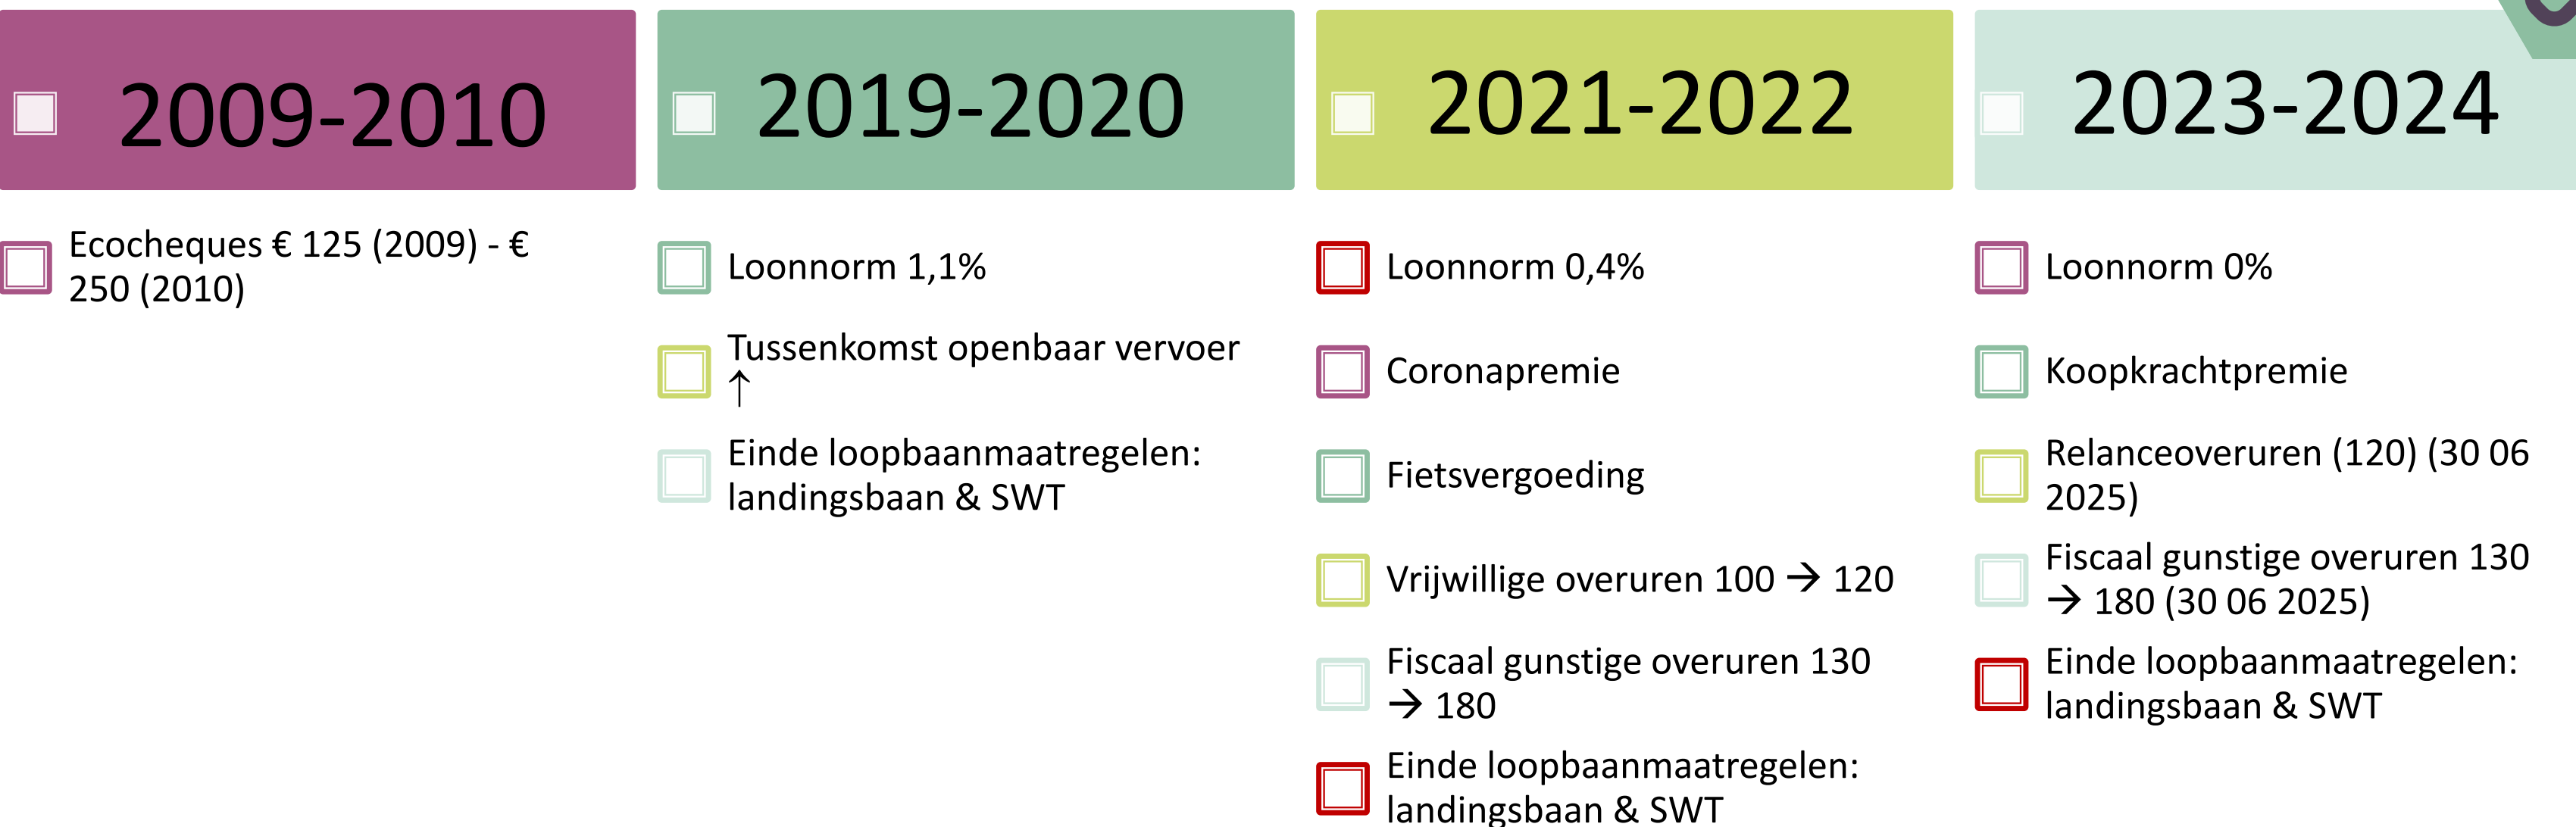 2009-2010
Ecocheques € 125 (2009) - €
250 (2010)
2019-2020
Loonnorm 1,1%
Tussenkomst openbaar vervoer
↑
Einde loopbaanmaatregelen:
landingsbaan & SWT
2021-2022
Loonnorm 0,4%
Coronapremie
Fietsvergoeding
Vrijwillige overuren 100 → 120
Fiscaal gunstige overuren 130
→ 180
Einde loopbaanmaatregelen:
landingsbaan & SWT
2023-2024
Loonnorm 0%
Koopkrachtpremie
Relanceoveruren (120) (30 06
2025)
Fiscaal gunstige overuren 130
→ 180 (30 06 2025)
Einde loopbaanmaatregelen:
landingsbaan & SWT